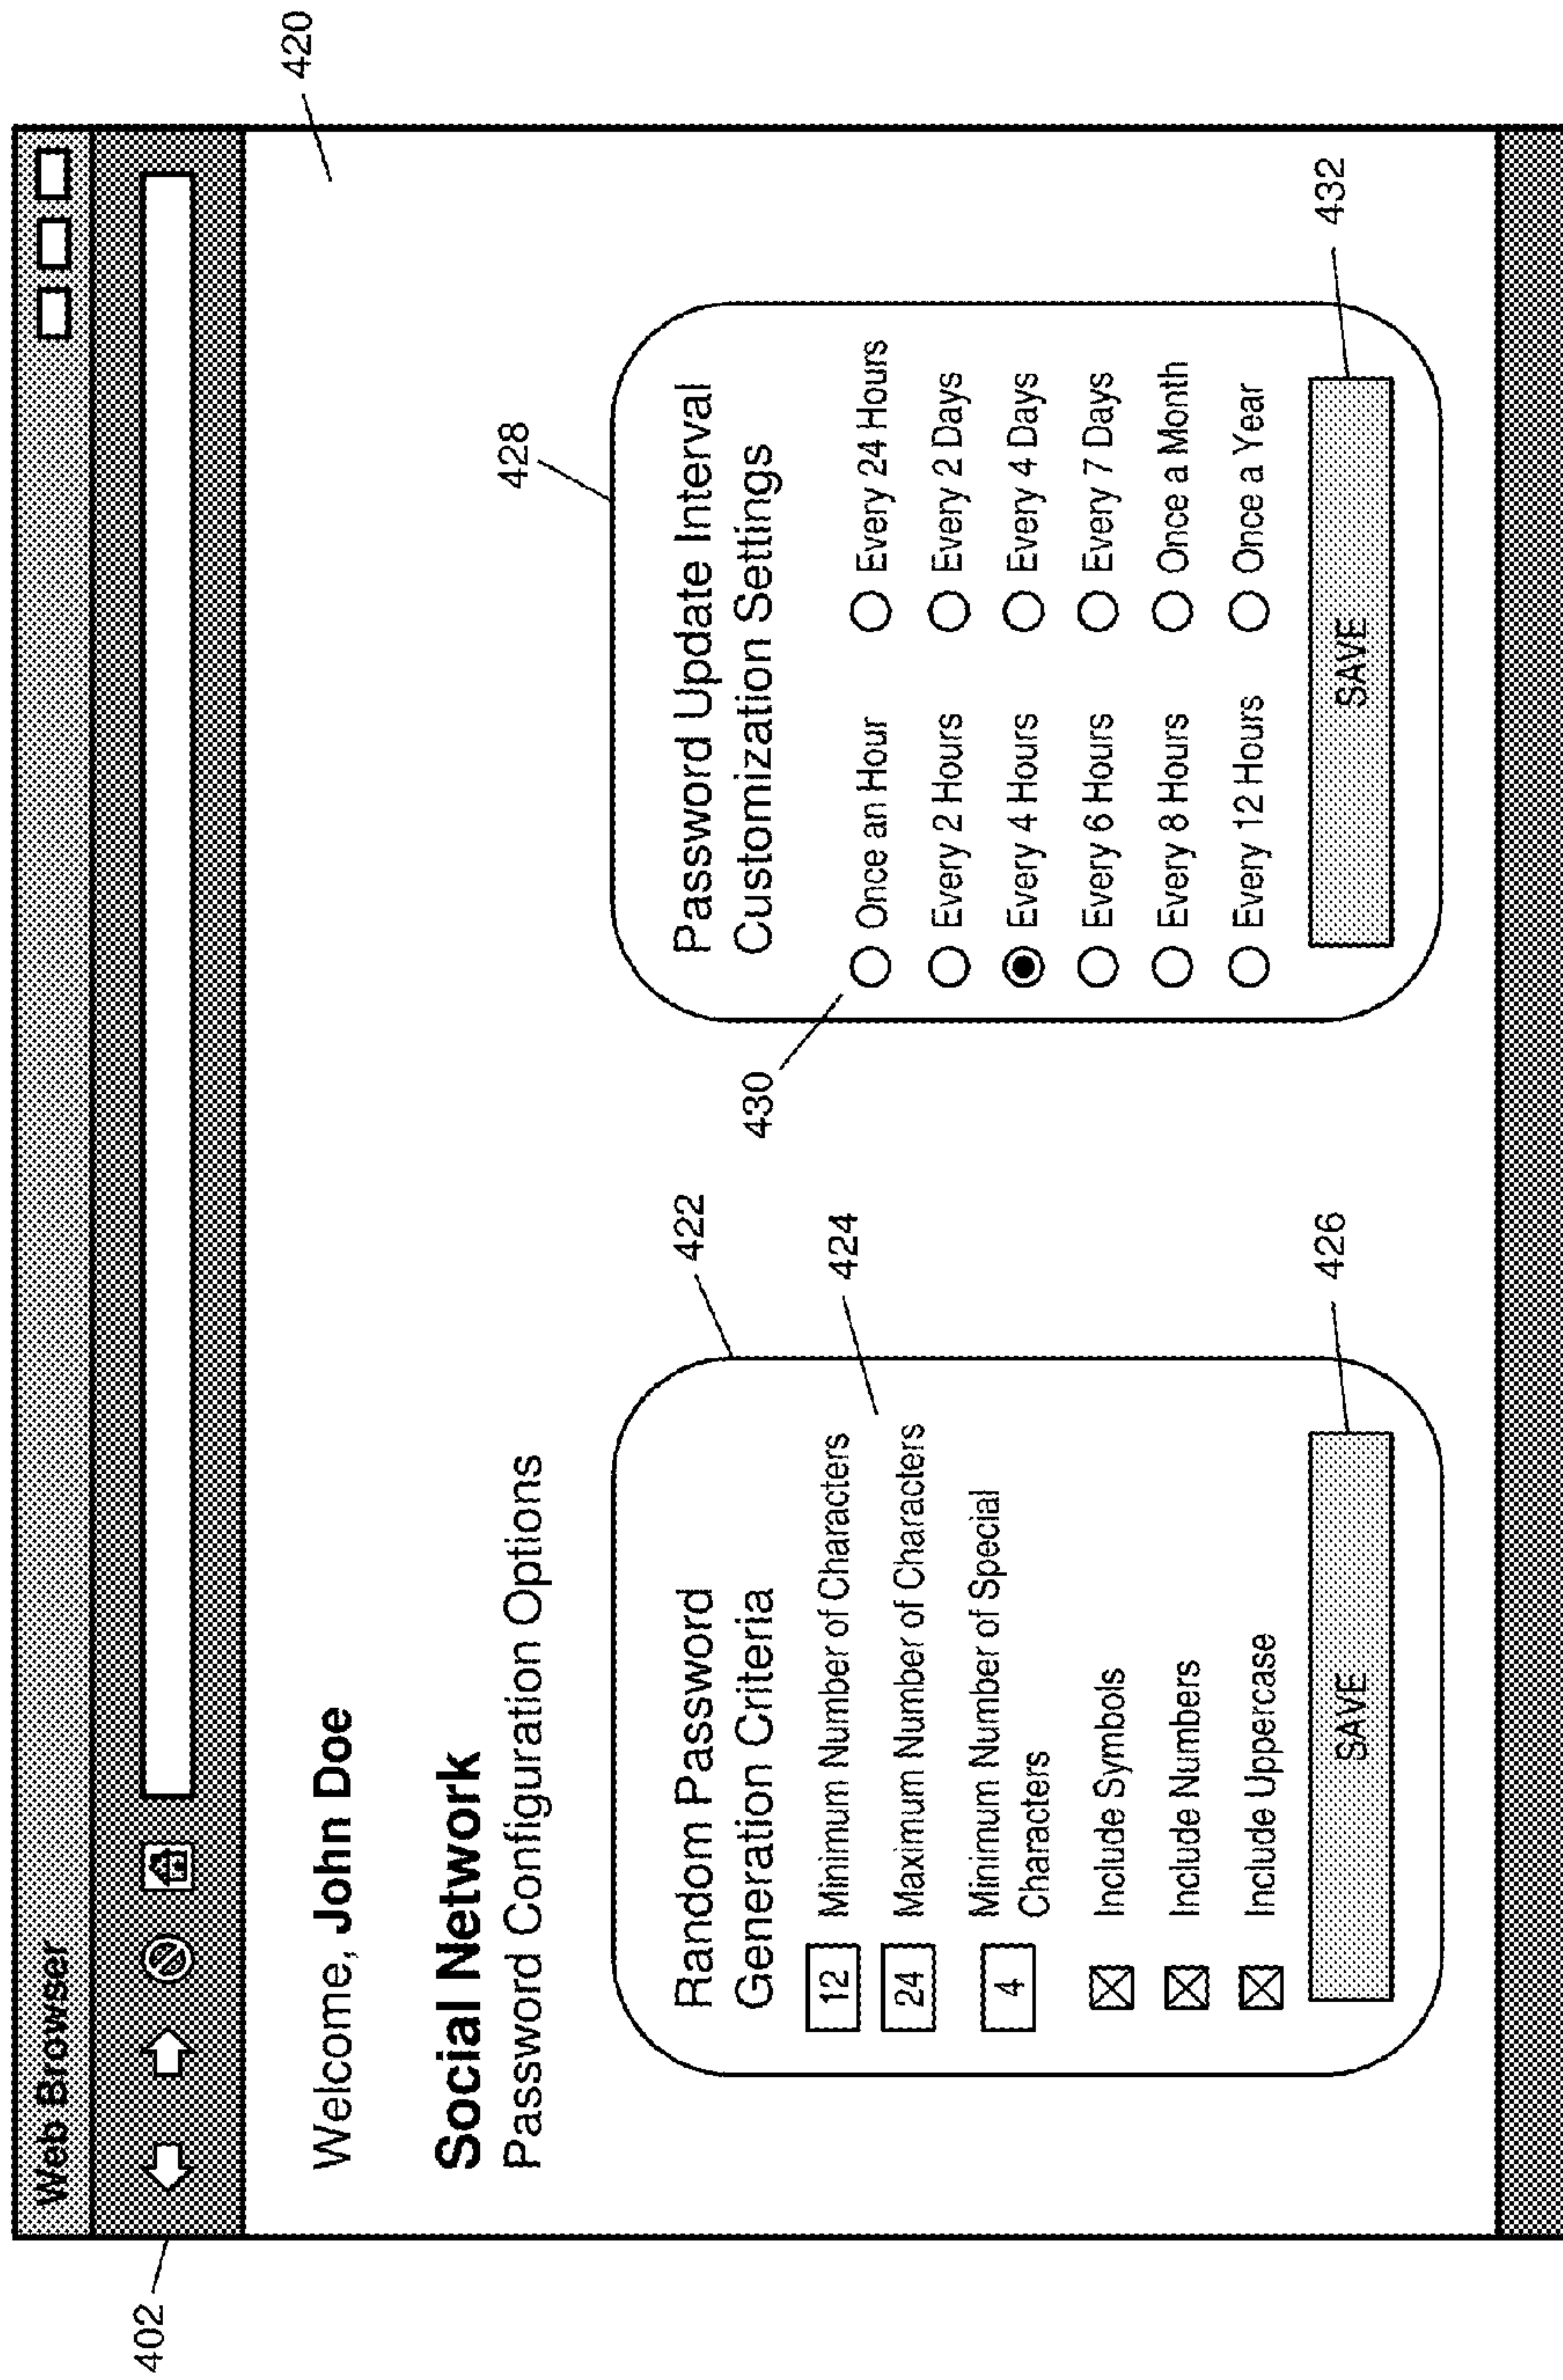 Web Browser
402
420
Welcome, John Doe
Social Network
Password Configuration Options
422
Random Password
Generation Criteria
424
12 Minimum Number of Characters
24 Maximum Number of Characters
4 Minimum Number of Special
Characters
Include Symbols
Include Numbers
Include Uppercase
SAVE
426
428
Password Update Interval
Customization Settings
430
Once an Hour
Every 2 Hours
Every 4 Hours
Every 6 Hours
Every 8 Hours
Every 12 Hours
Every 24 Hours
Every 2 Days
Every 4 Days
Every 7 Days
Once a Month
Once a Year
SAVE
432